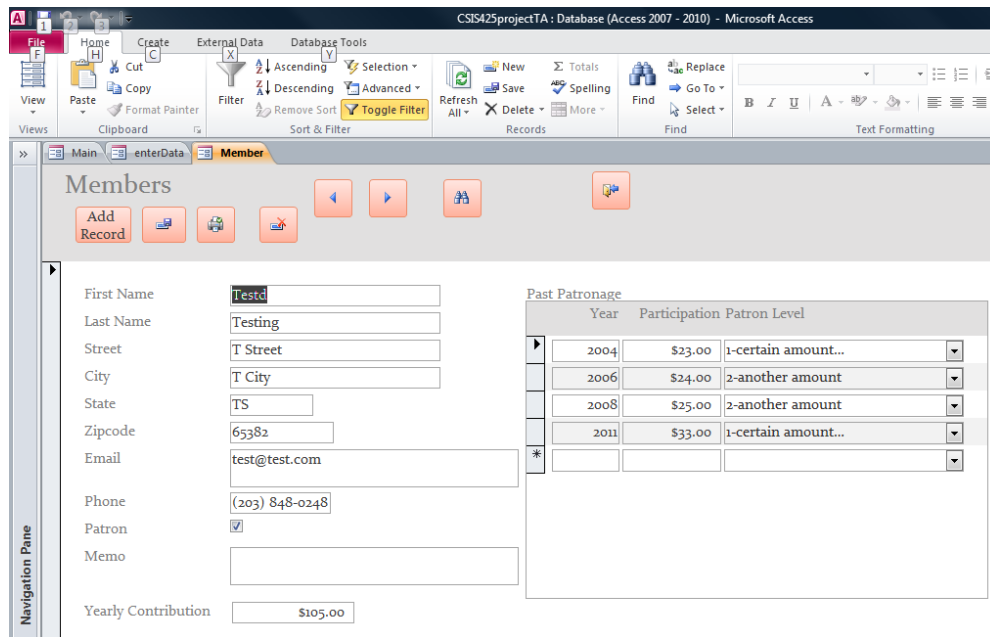 A 1 2 3 CSIS425projectTA : Database (Access 2007 - 2010) - Microsoft Access
File Home Create External Data Database Tools
F H C X Y
View
Views
Paste
Cut
Copy
Format Painter
Clipboard
Filter
Ascending
Descending
Remove Sort
Selection
Advanced
Toggle Filter
Sort & Filter
Refresh
All
New
Save
Delete
Totals
Spelling
More
Records
Find
Replace
Go To
Select
Find
B I U A
Text Formatting
Main enterData Member
Navigation Pane
Members
Add
Record
First Name Testd
Last Name Testing
Street T Street
City T City
State TS
Zipcode 65382
Email test@test.com
Phone (203) 848-0248
Patron
Memo
Yearly Contribution $105.00
Past Patronage
Year Participation Patron Level
2004 $23.00 1-certain amount...
2006 $24.00 2-another amount
2008 $25.00 2-another amount
2011 $33.00 1-certain amount...